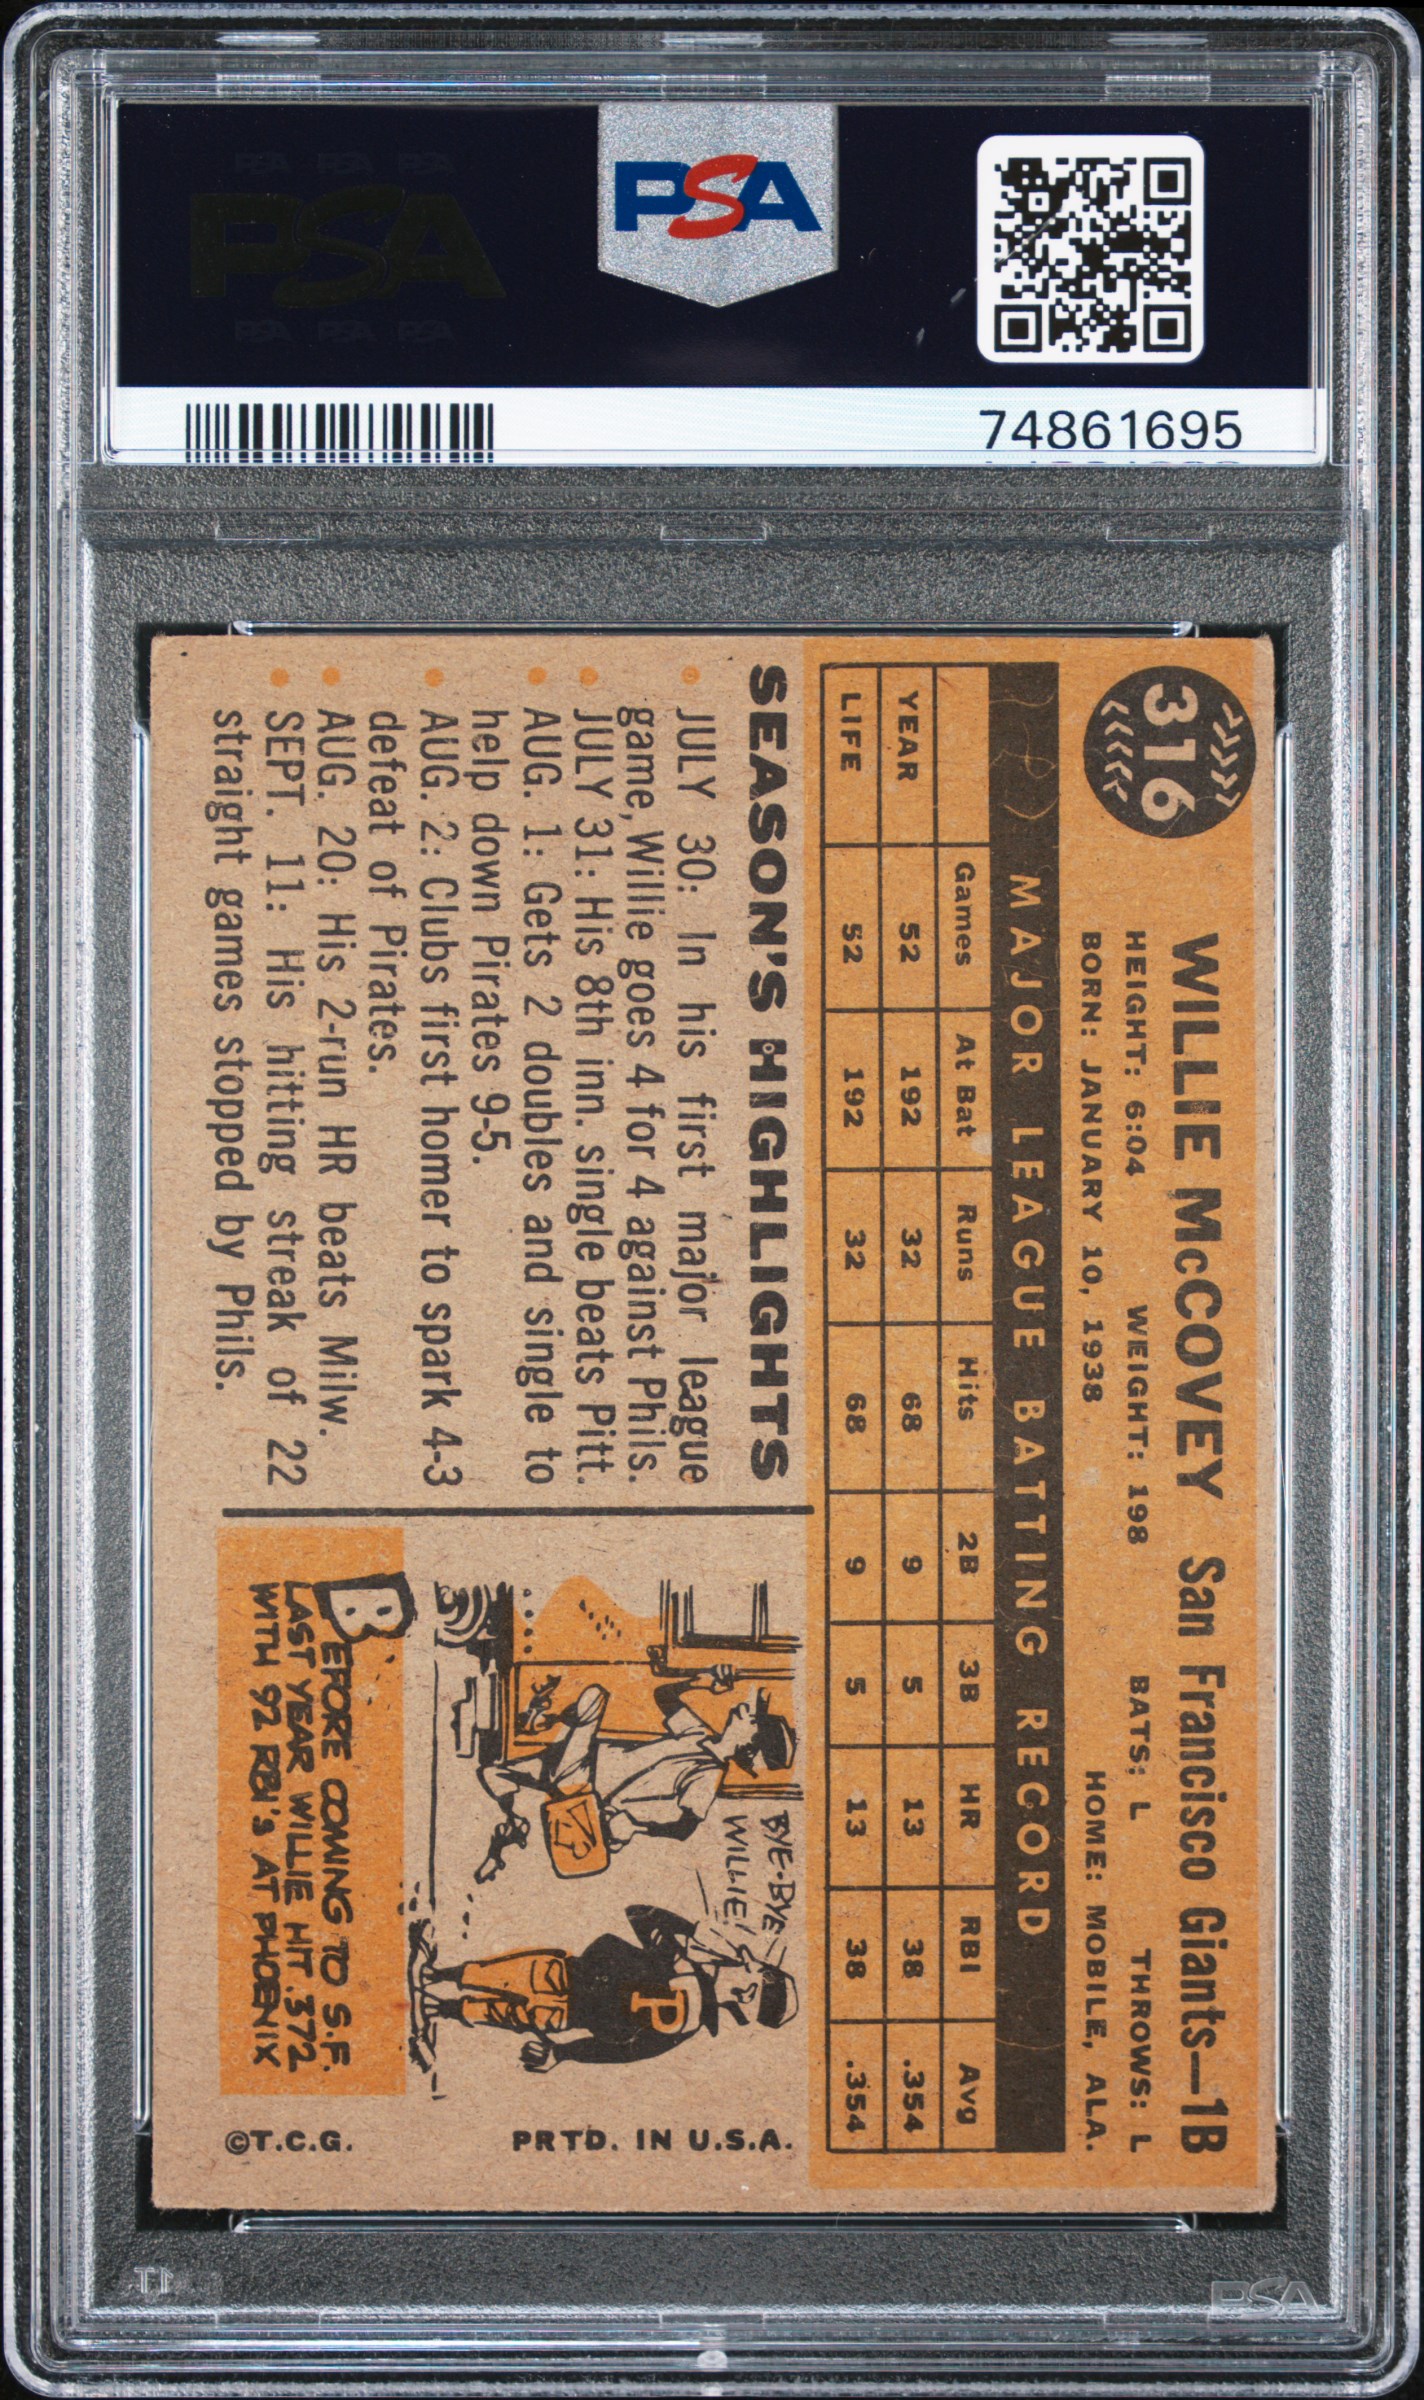 PSA
PSA PSA PSA
PSA
PSA PSA PSA
74861695
316
WILLIE McCOVEY San Francisco Giants—1B
HEIGHT: 6:04 WEIGHT: 198 BATS: L THROWS: L
BORN: JANUARY 10, 1938 HOME: MOBILE, ALA.
MAJOR LEAGUE BATTING RECORD
Games At Bat Runs Hits 2B 3B HR RBI Avg
YEAR 52 192 32 68 9 5 13 38 .354
LIFE 52 192 32 68 9 5 13 38 .354
SEASON'S HIGHLIGHTS
• JULY 30: In his first major league
game, Willie goes 4 for 4 against Phils.
• JULY 31: His 8th inn. single beats Pitt.
• AUG. 1: Gets 2 doubles and single to
help down Pirates 9-5.
• AUG. 2: Clubs first homer to spark 4-3
defeat of Pirates.
• AUG. 20: His 2-run HR beats Milw.
• SEPT. 11: His hitting streak of 22
straight games stopped by Phils.
BYE-BYE
WILLIE!
P
BEFORE COMING TO S.F.
LAST YEAR WILLIE HIT .372
WITH 92 RBI'S AT PHOENIX
PRTD. IN U.S.A.
©T.C.G.
PSA